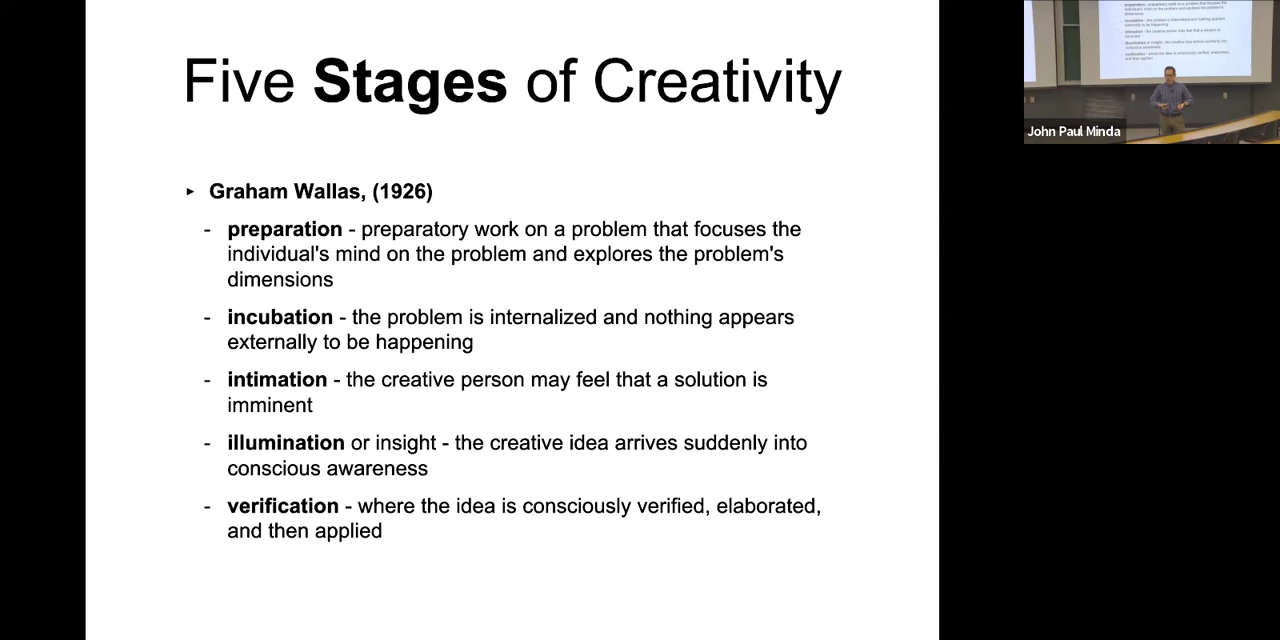 Five Stages of Creativity
▸ Graham Wallas, (1926)
- preparation - preparatory work on a problem that focuses the
individual's mind on the problem and explores the problem's
dimensions
- incubation - the problem is internalized and nothing appears
externally to be happening
- intimation - the creative person may feel that a solution is
imminent
- illumination or insight - the creative idea arrives suddenly into
conscious awareness
- verification - where the idea is consciously verified, elaborated,
and then applied
John Paul Minda